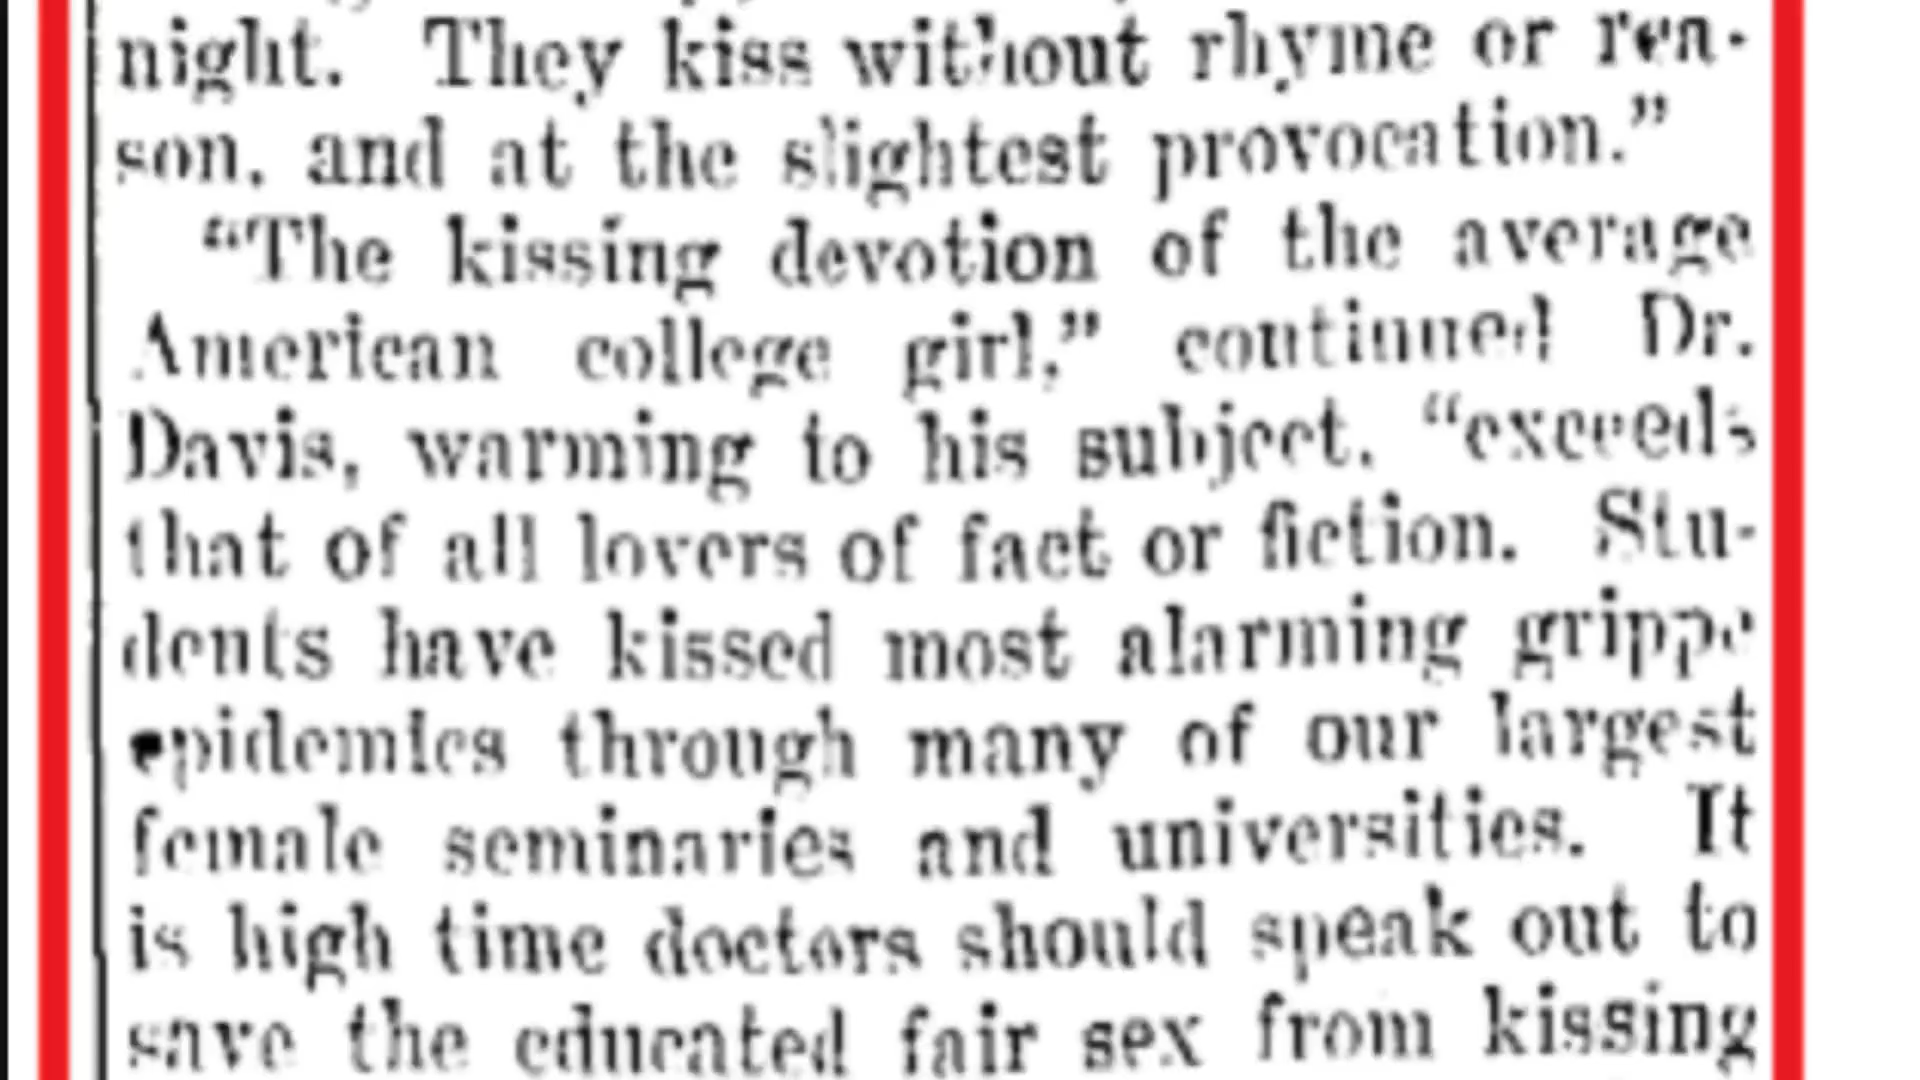 night. They kiss without rhyme or rea-
son, and at the slightest provocation.”
“The kissing devotion of the average
American college girl,” continued Dr.
Davis, warming to his subject, “exceeds
that of all lovers of fact or fiction. Stu-
dents have kissed most alarming grippe
epidemics through many of our largest
female seminaries and universities. It
is high time doctors should speak out to
save the educated fair sex from kissing